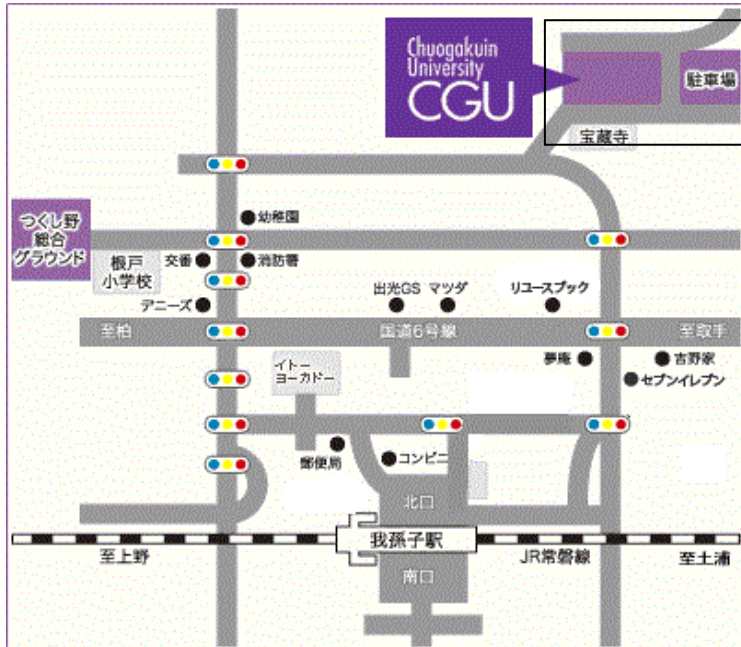 Chuogakuin
University
CGU
駐車場
宝蔵寺
つくし野
総合
グラウンド
幼稚園
根戸
小学校
交番
消防署
デニーズ
出光GS
マツダ
リユースブック
至柏
国道6号線
至取手
イトー
ヨーカドー
夢庵
吉野家
セブンイレブン
郵便局
コンビニ
北口
我孫子駅
至上野
JR常磐線
至土浦
南口